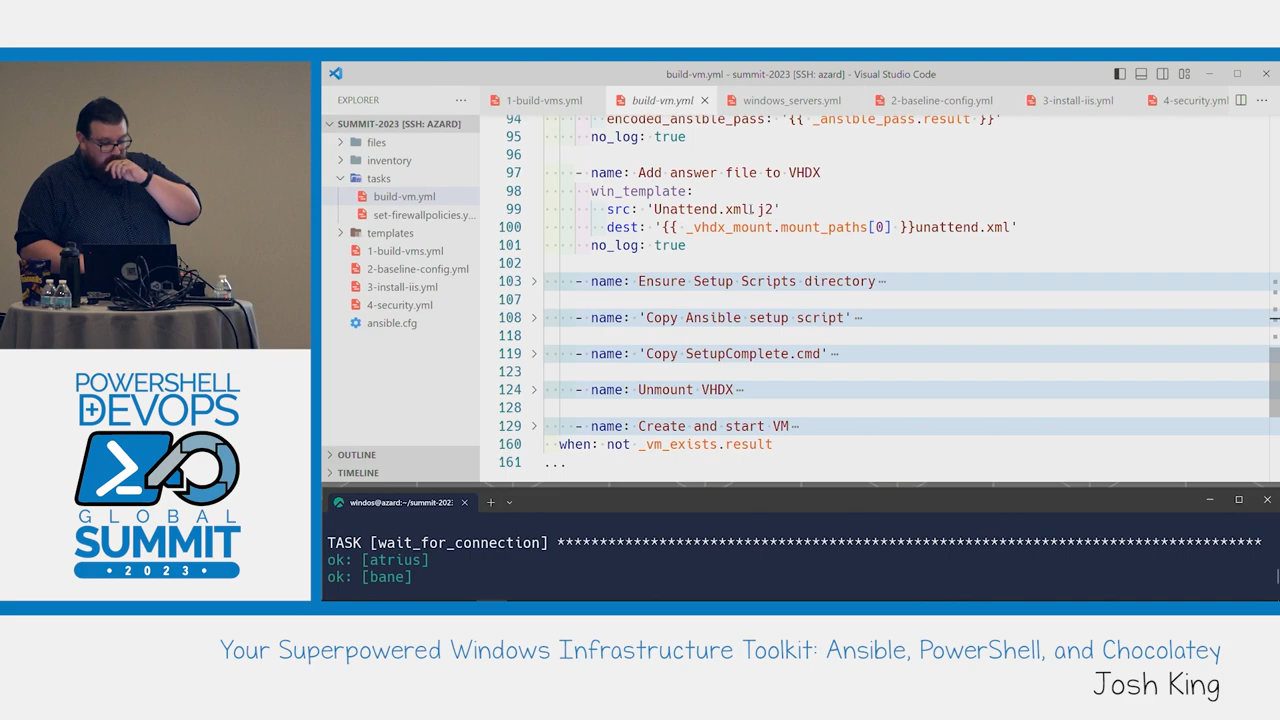 build-vm.yml - summit-2023 [SSH: azard] - Visual Studio Code
EXPLORER
SUMMIT-2023 [SSH: AZARD]
files
inventory
tasks
build-vm.yml
set-firewallpolicies.y...
templates
1-build-vms.yml
2-baseline-config.yml
3-install-iis.yml
4-security.yml
ansible.cfg
OUTLINE
TIMELINE
1-build-vms.yml
build-vm.yml
windows_servers.yml
2-baseline-config.yml
3-install-iis.yml
4-security.yml
94 encoded_ansible_pass: '{{ _ansible_pass.result }}'
95 no_log: true
96
97 - name: Add answer file to VHDX
98 win_template:
99 src: 'Unattend.xml.j2'
100 dest: '{{ _vhdx_mount.mount_paths[0] }}unattend.xml'
101 no_log: true
102
103 - name: Ensure Setup Scripts directory
107
108 - name: 'Copy Ansible setup script'
118
119 - name: 'Copy SetupComplete.cmd'
123
124 - name: Unmount VHDX
128
129 - name: Create and start VM
160 when: not _vm_exists.result
161 ...
windos@azard:~/summit-202
TASK [wait_for_connection] ************************************************************************************
ok: [atrius]
ok: [bane]
POWERSHELL
+DEVOPS
GLOBAL
SUMMIT
• 2023 •
Your Superpowered Windows Infrastructure Toolkit: Ansible, PowerShell, and Chocolatey
Josh King